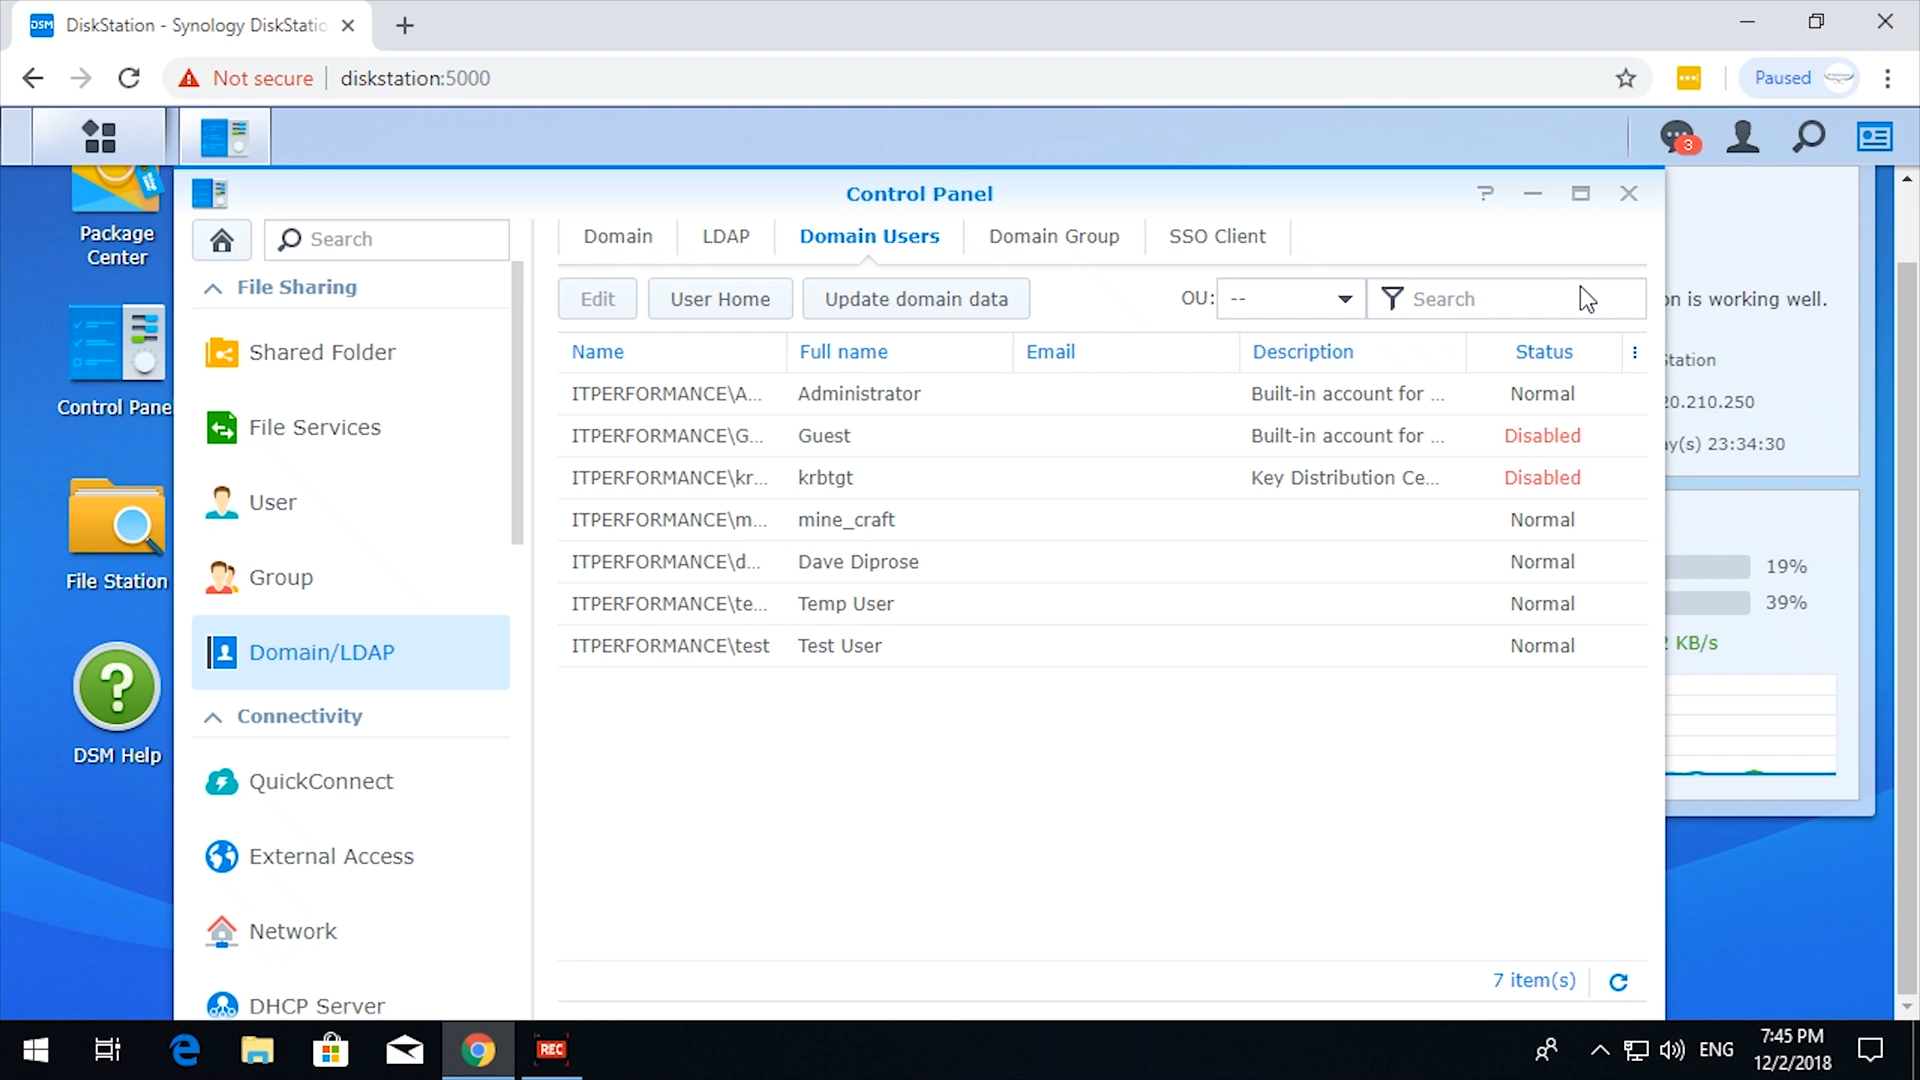 DSM DiskStation - Synology DiskStatio
Not secure diskstation:5000
Paused
3
Control Panel
Package Center
Control Pane
File Station
DSM Help
Search
File Sharing
Shared Folder
File Services
User
Group
Domain/LDAP
Connectivity
QuickConnect
External Access
Network
DHCP Server
Domain LDAP Domain Users Domain Group SSO Client
Edit User Home Update domain data OU: -- Search
Name Full name Email Description Status
ITPERFORMANCE\A... Administrator Built-in account for ... Normal
ITPERFORMANCE\G... Guest Built-in account for ... Disabled
ITPERFORMANCE\kr... krbtgt Key Distribution Ce... Disabled
ITPERFORMANCE\m... mine_craft Normal
ITPERFORMANCE\d... Dave Diprose Normal
ITPERFORMANCE\te... Temp User Normal
ITPERFORMANCE\test Test User Normal
7 item(s)
on is working well.
Station
20.210.250
ay(s) 23:34:30
19%
39%
KB/s
REC
ENG
7:45 PM
12/2/2018